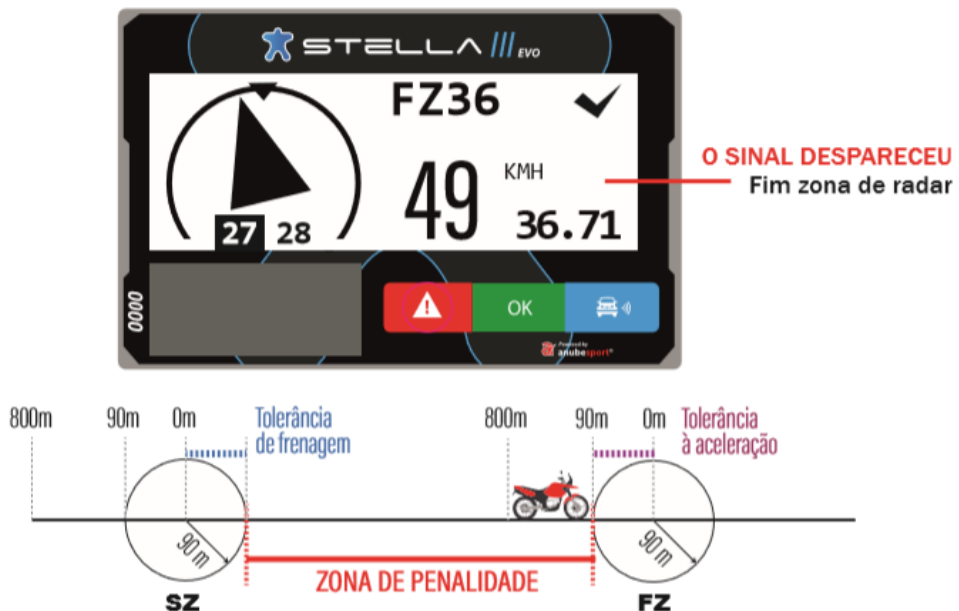 STELLA III EVO
FZ36
49 KMH
36.71
27 28
O SINAL DESPARECEU
Fim zona de radar
0000
OK
Powered by
anubesport®
800m 90m 0m Tolerância
de frenagem
800m 90m 0m Tolerância
à aceleração
90 m
90 m
ZONA DE PENALIDADE
SZ
FZ